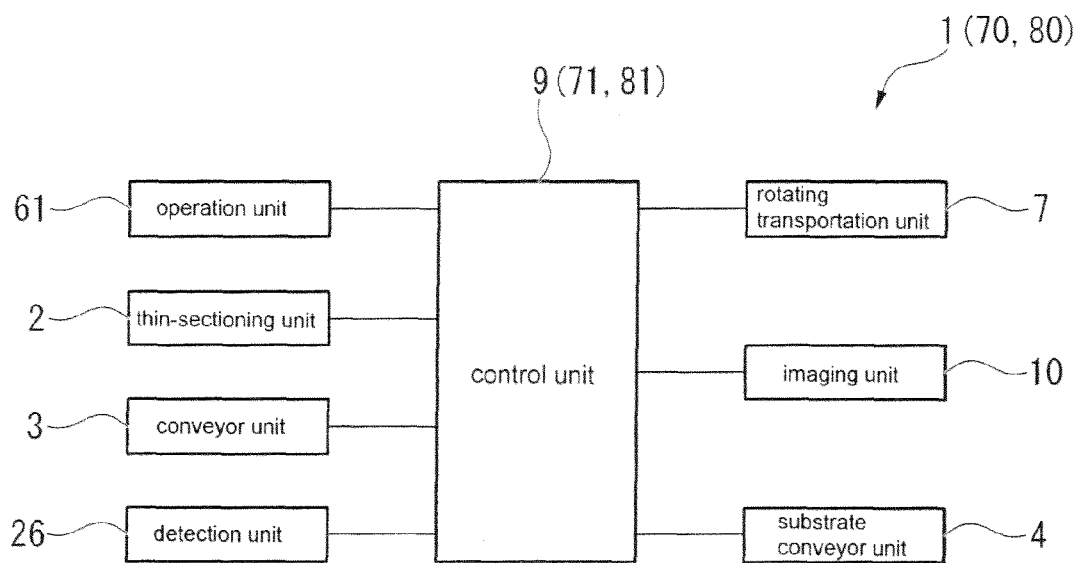 1 (70, 80)
9 (71, 81)
61
operation unit
rotating
transportation unit
7
2
thin-sectioning unit
control unit
imaging unit
10
3
conveyor unit
26
detection unit
substrate
conveyor unit
4